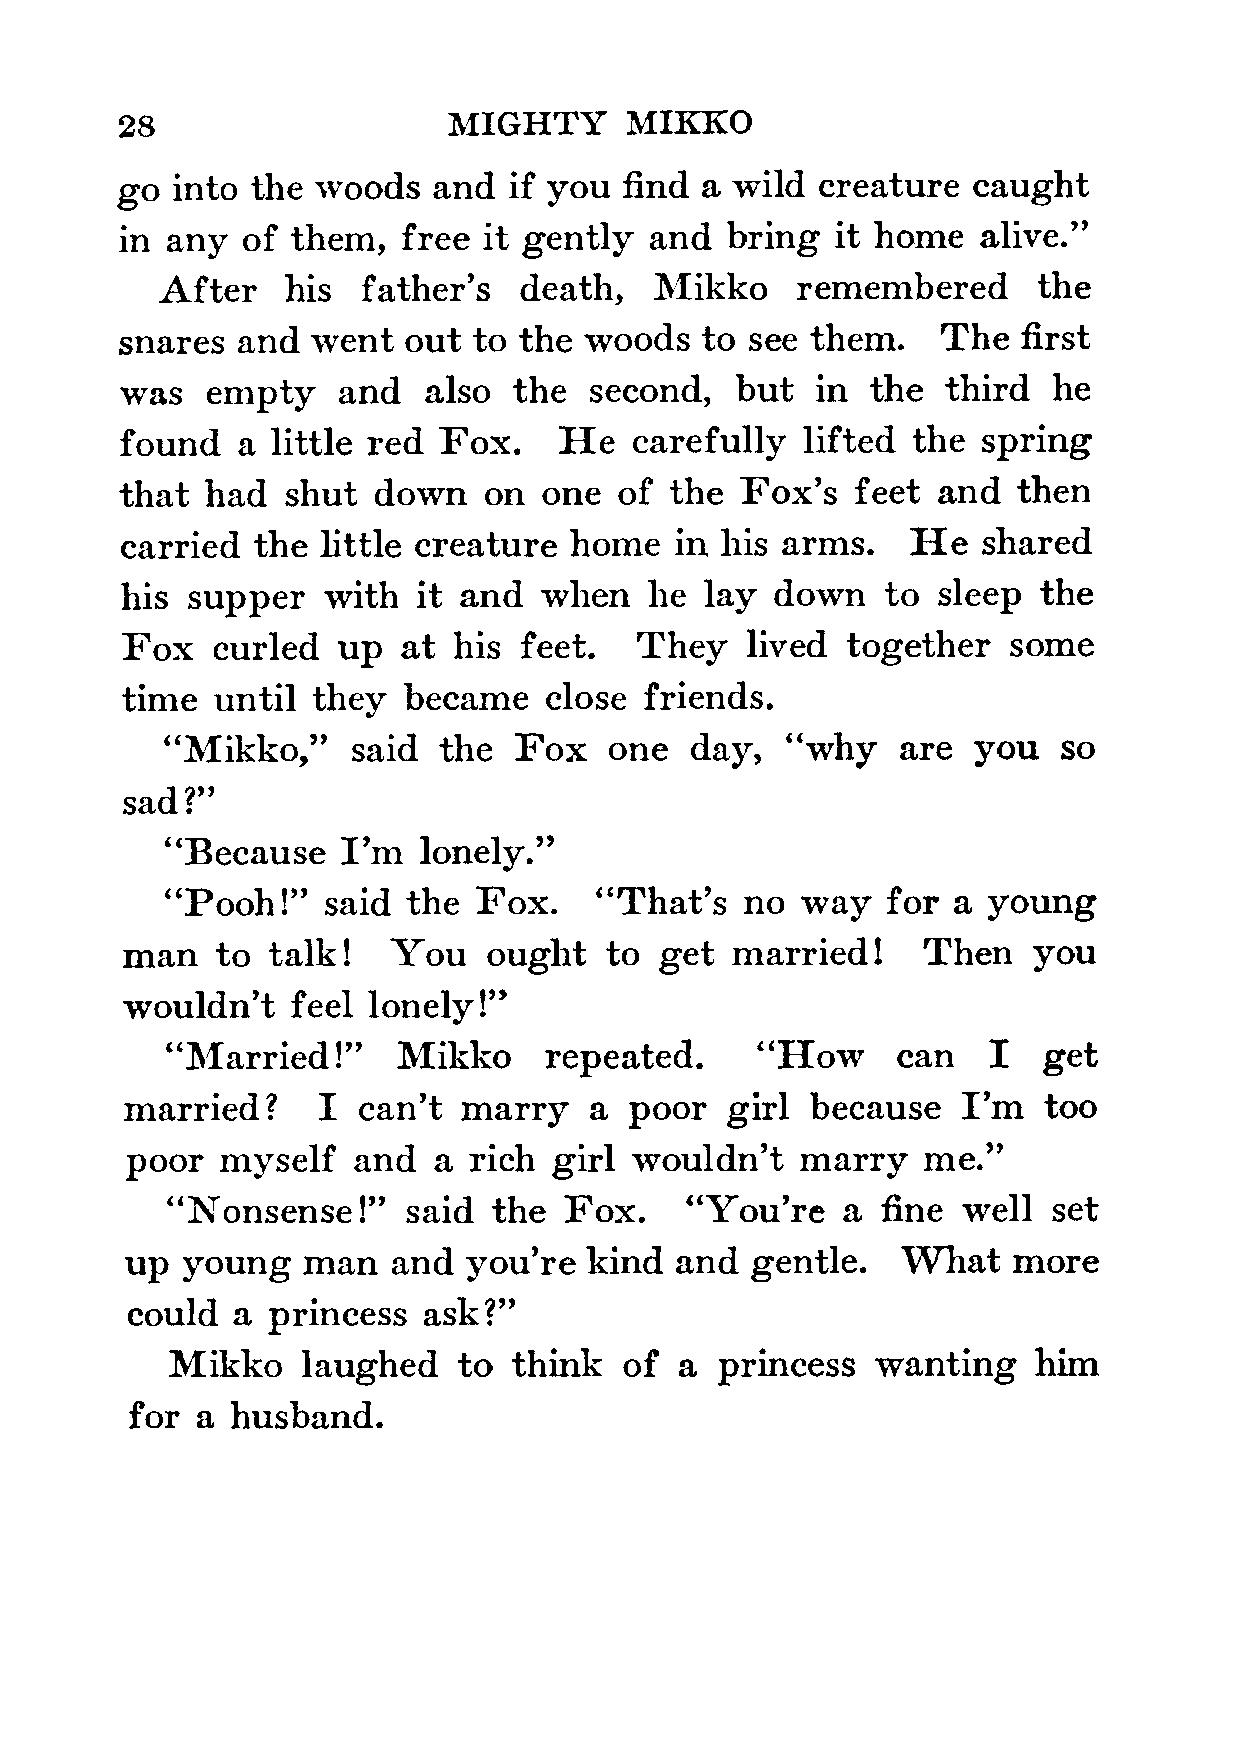 28 MIGHTY MIKKO
go into the woods and if you find a wild creature caught
in any of them, free it gently and bring it home alive.”
After his father’s death, Mikko remembered the
snares and went out to the woods to see them. The first
was empty and also the second, but in the third he
found a little red Fox. He carefully lifted the spring
that had shut down on one of the Fox’s feet and then
carried the little creature home in his arms. He shared
his supper with it and when he lay down to sleep the
Fox curled up at his feet. They lived together some
time until they became close friends.
“Mikko,” said the Fox one day, “why are you so
sad?”
“Because I’m lonely.”
“Pooh!” said the Fox. “That’s no way for a young
man to talk! You ought to get married! Then you
wouldn’t feel lonely!”
“Married!” Mikko repeated. “How can I get
married? I can’t marry a poor girl because I’m too
poor myself and a rich girl wouldn’t marry me.”
“Nonsense!” said the Fox. “You’re a fine well set
up young man and you’re kind and gentle. What more
could a princess ask?”
Mikko laughed to think of a princess wanting him
for a husband.